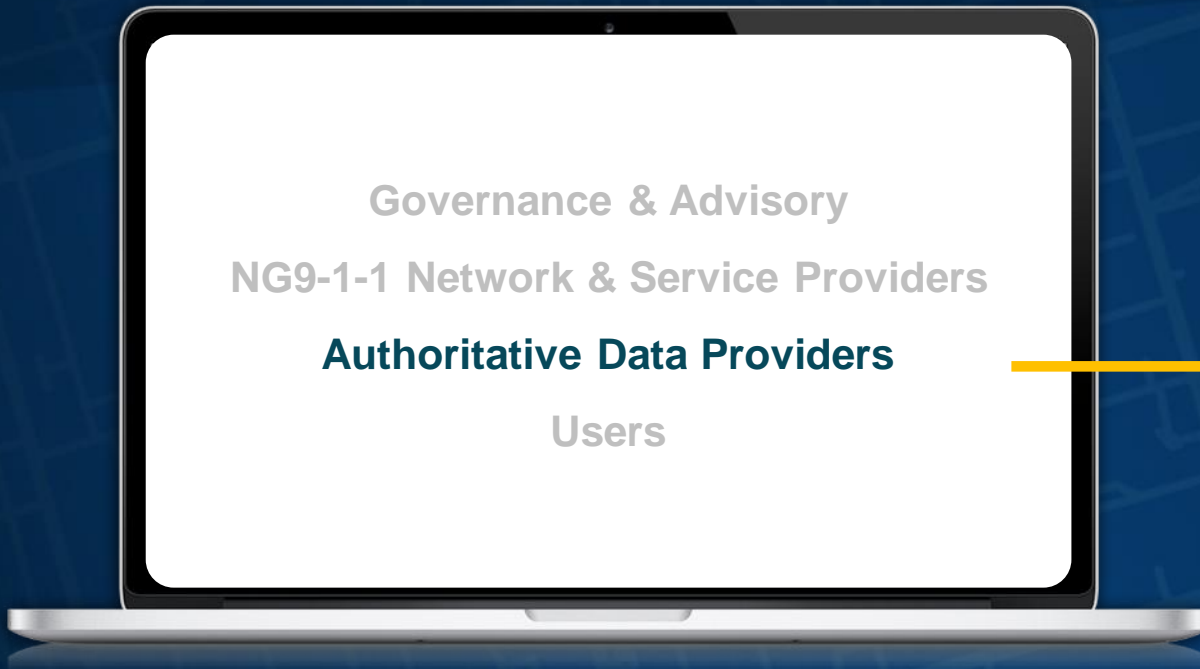 Governance & Advisory
NG9-1-1 Network & Service Providers
Authoritative Data Providers
Users